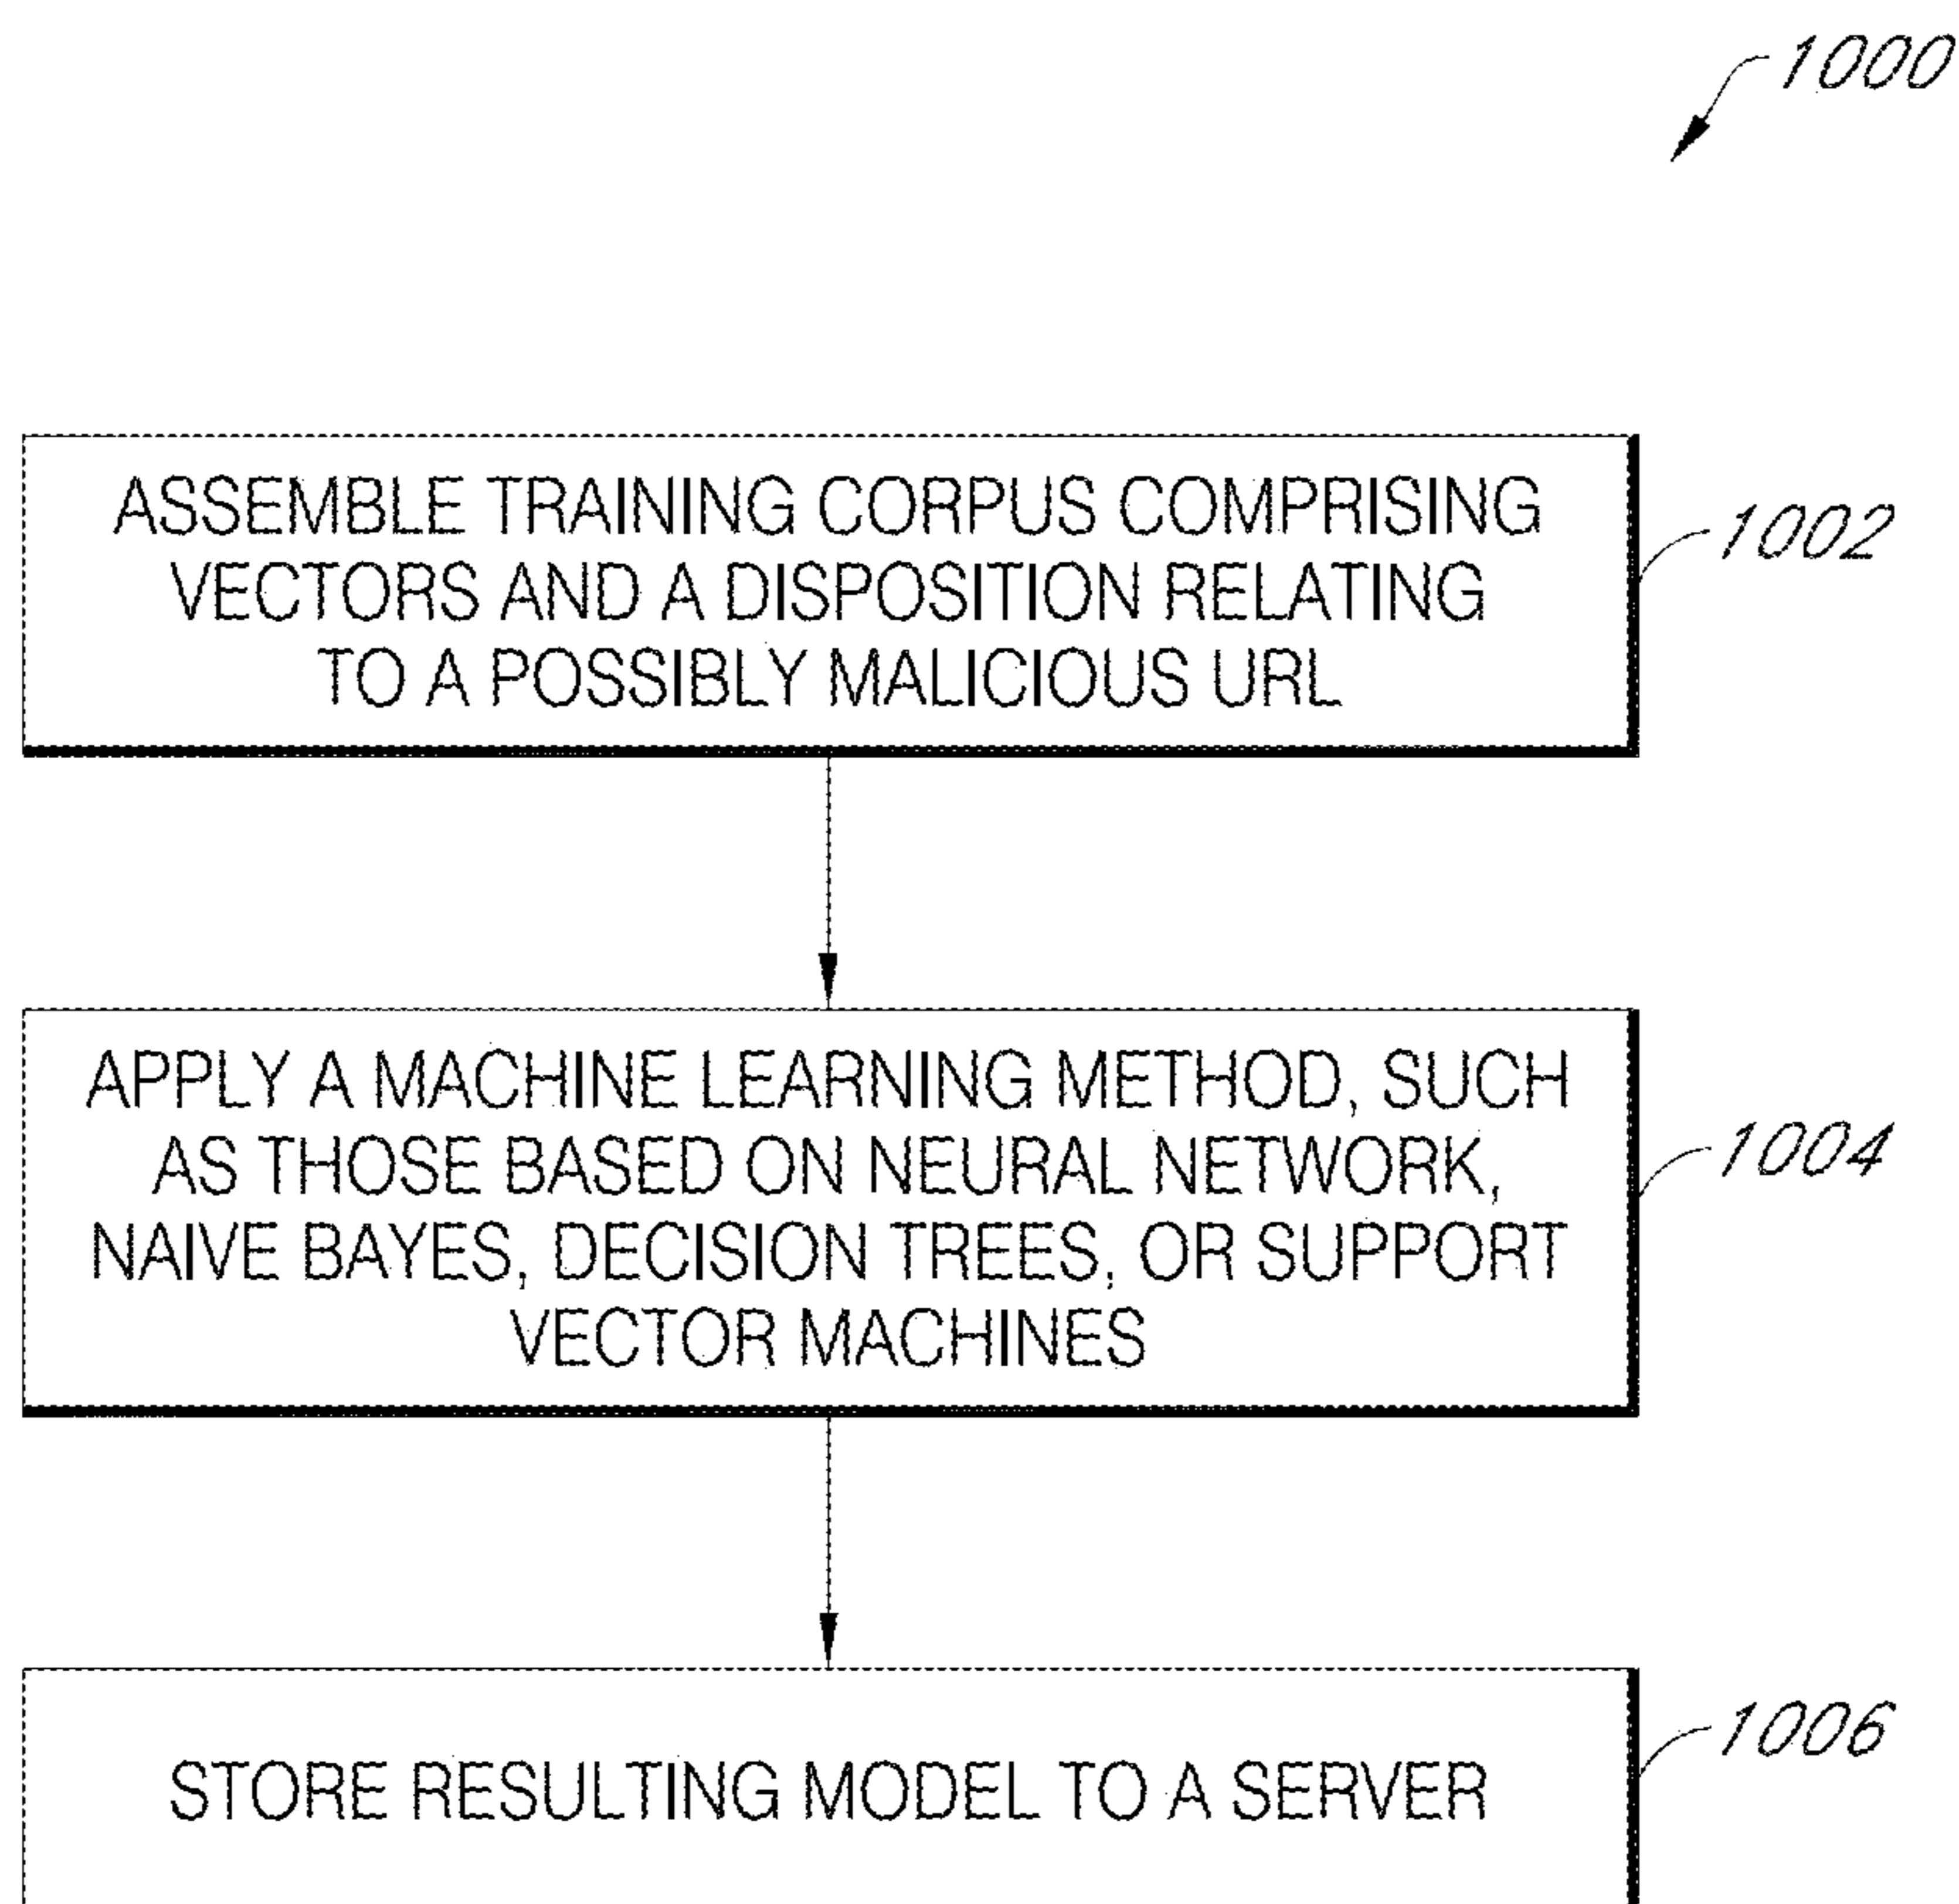 1000
ASSEMBLE TRAINING CORPUS COMPRISING
VECTORS AND A DISPOSITION RELATING
TO A POSSIBLY MALICIOUS URL
1002
APPLY A MACHINE LEARNING METHOD, SUCH
AS THOSE BASED ON NEURAL NETWORK,
NAIVE BAYES, DECISION TREES, OR SUPPORT
VECTOR MACHINES
1004
STORE RESULTING MODEL TO A SERVER
1006